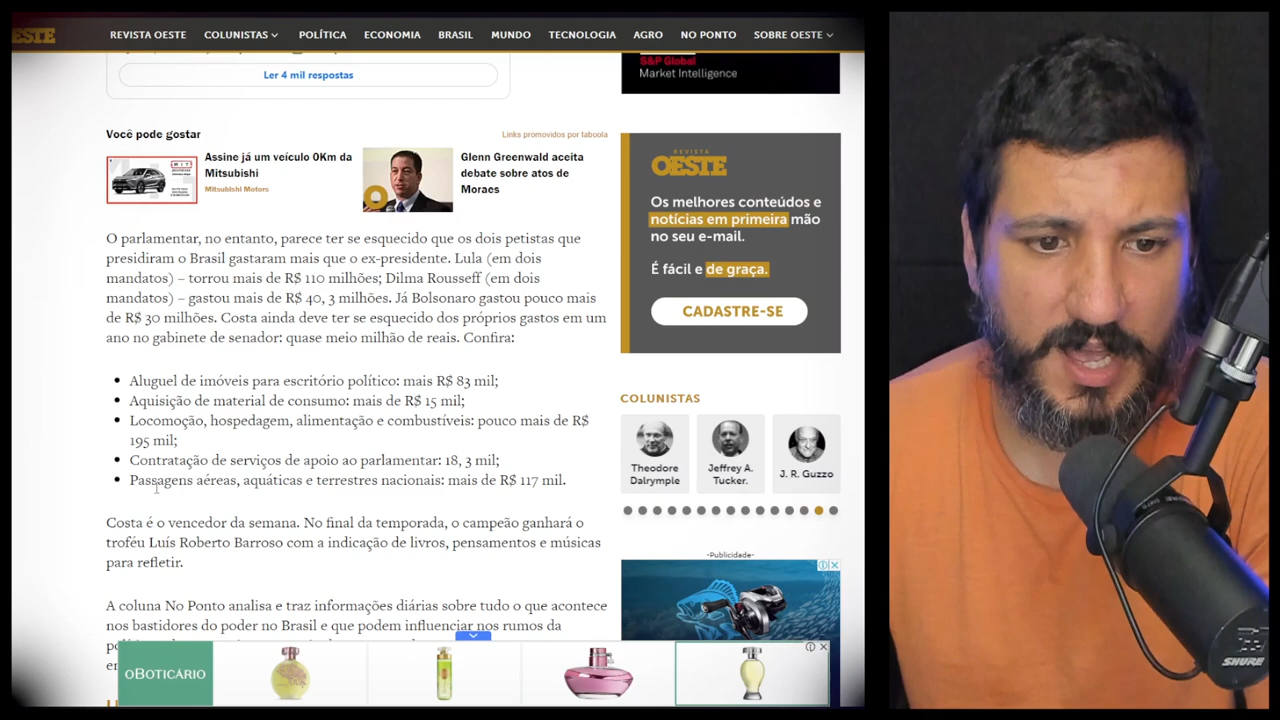 OESTE
REVISTA OESTE
COLUNISTAS
POLÍTICA
ECONOMIA
BRASIL
MUNDO
TECNOLOGIA
AGRO
NO PONTO
SOBRE OESTE
Ler 4 mil respostas
S&P Global
Market Intelligence
Você pode gostar
Links promovidos por taboola
Assine já um veículo 0Km da
Mitsubishi
Mitsubishi Motors
Glenn Greenwald aceita
debate sobre atos de
Moraes
O parlamentar, no entanto, parece ter se esquecido que os dois petistas que
presidiram o Brasil gastaram mais que o ex-presidente. Lula (em dois
mandatos) – torrou mais de R$ 110 milhões; Dilma Rousseff (em dois
mandatos) – gastou mais de R$ 40, 3 milhões. Já Bolsonaro gastou pouco mais
de R$ 30 milhões. Costa ainda deve ter se esquecido dos próprios gastos em um
ano no gabinete de senador: quase meio milhão de reais. Confira:
Aluguel de imóveis para escritório político: mais R$ 83 mil;
Aquisição de material de consumo: mais de R$ 15 mil;
Locomoção, hospedagem, alimentação e combustíveis: pouco mais de R$
195 mil;
Contratação de serviços de apoio ao parlamentar: 18, 3 mil;
Passagens aéreas, aquáticas e terrestres nacionais: mais de R$ 117 mil.
Costa é o vencedor da semana. No final da temporada, o campeão ganhará o
troféu Luís Roberto Barroso com a indicação de livros, pensamentos e músicas
para refletir.
A coluna No Ponto analisa e traz informações diárias sobre tudo o que acontece
nos bastidores do poder no Brasil e que podem influenciar nos rumos da
REVISTA
OESTE
Os melhores conteúdos e
notícias em primeira mão
no seu e-mail.
É fácil e de graça.
CADASTRE-SE
COLUNISTAS
Theodore
Dalrymple
Jeffrey A.
Tucker.
J. R. Guzzo
-Publicidade-
oBOTICÁRIO
SHURE